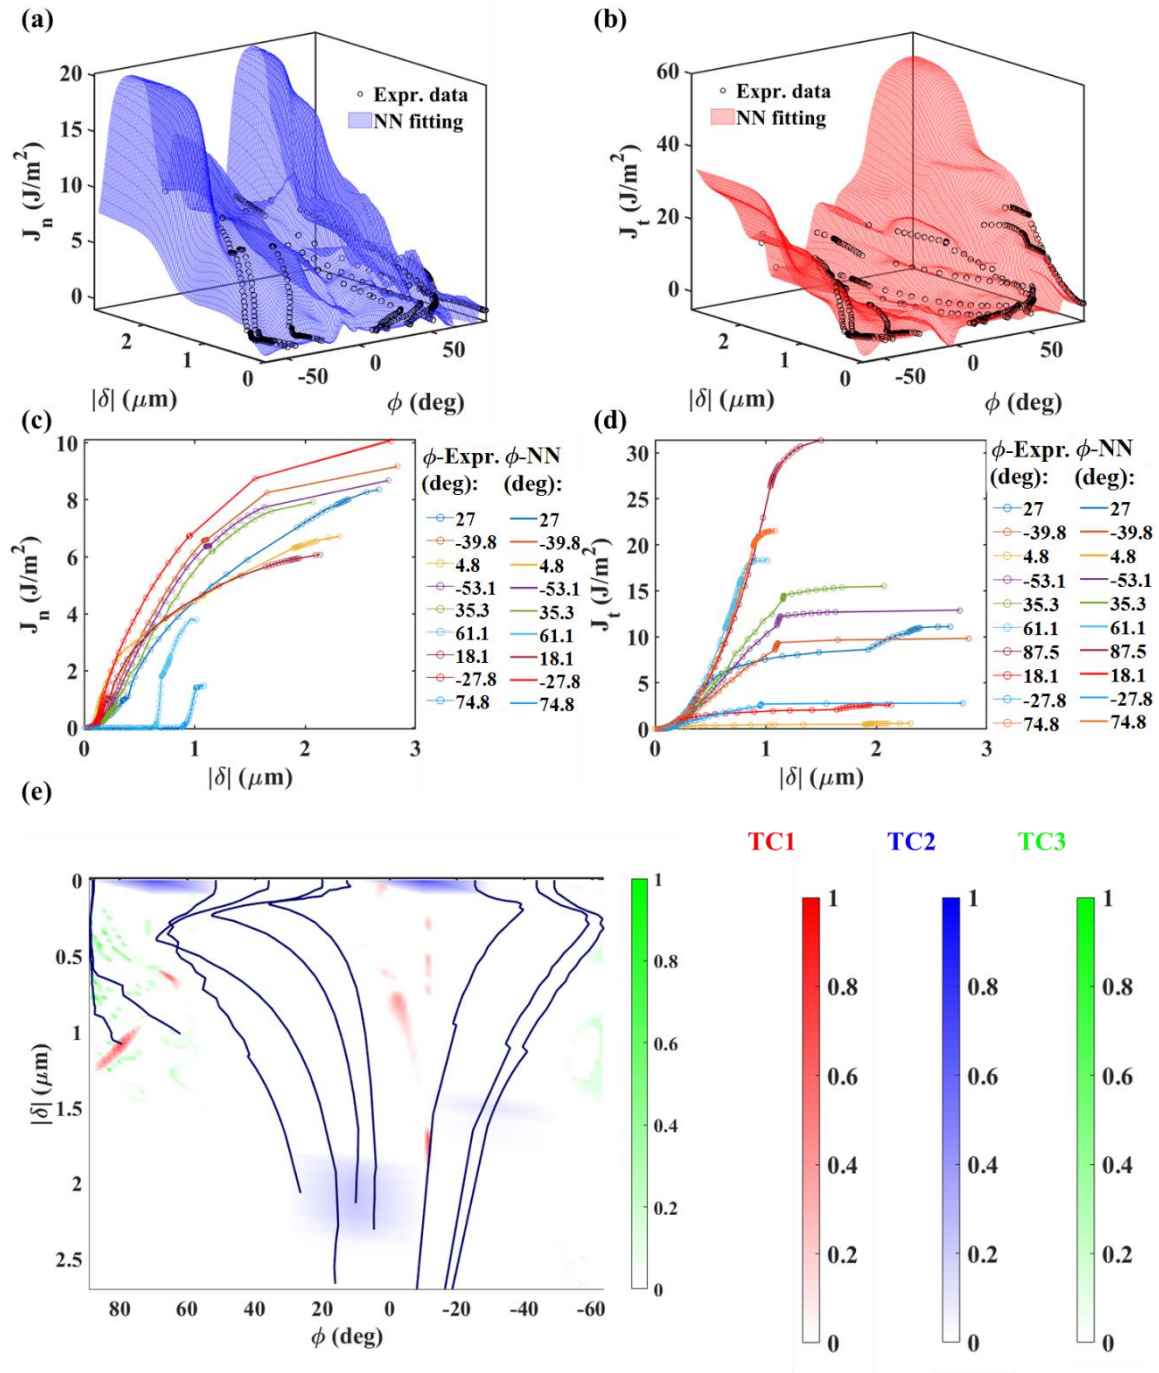 (a)
20
15
10
5
0
J_n (J/m^2)
Expr. data
NN fitting
2
1
0
|δ| (μm)
-50
0
50
ϕ (deg)
(b)
60
40
20
0
J_t (J/m^2)
Expr. data
NN fitting
2
1
0
|δ| (μm)
-50
0
50
ϕ (deg)
(c)
10
8
6
4
2
0
J_n (J/m^2)
0 1 2 3
|δ| (μm)
ϕ-Expr. ϕ-NN
(deg): (deg):
27 27
-39.8 -39.8
4.8 4.8
-53.1 -53.1
35.3 35.3
61.1 61.1
18.1 18.1
-27.8 -27.8
74.8 74.8
(d)
30
25
20
15
10
5
0
J_t (J/m^2)
0 1 2 3
|δ| (μm)
ϕ-Expr. ϕ-NN
(deg): (deg):
27 27
-39.8 -39.8
4.8 4.8
-53.1 -53.1
35.3 35.3
61.1 61.1
87.5 87.5
18.1 18.1
-27.8 -27.8
74.8 74.8
(e)
0
0.5
1
1.5
2
2.5
|δ| (μm)
80 60 40 20 0 -20 -40 -60
ϕ (deg)
1
0.8
0.6
0.4
0.2
0
TC1 TC2 TC3
1 1 1
0.8 0.8 0.8
0.6 0.6 0.6
0.4 0.4 0.4
0.2 0.2 0.2
0 0 0